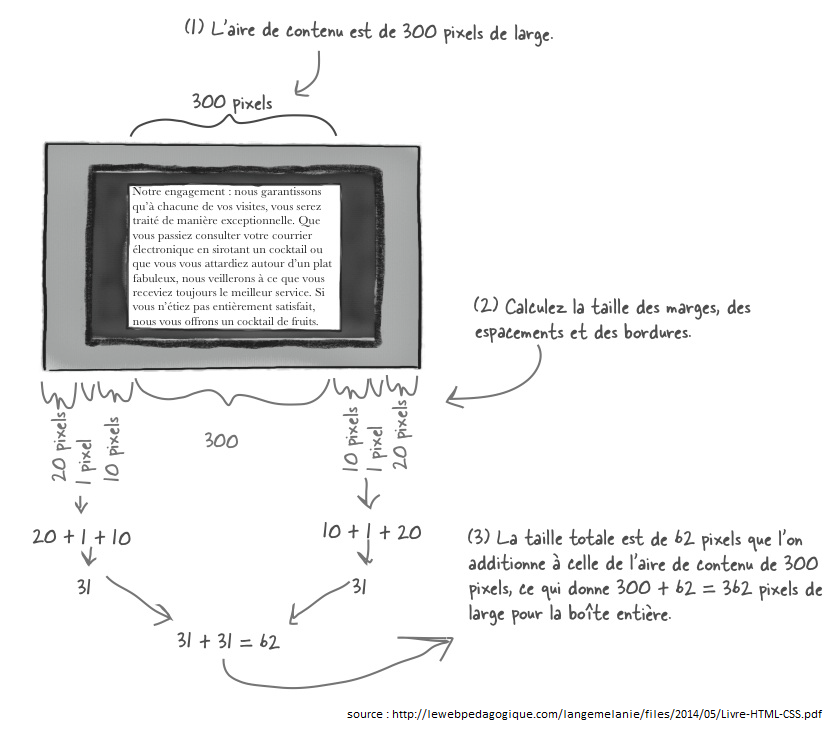 (1) L'aire de contenu est de 300 pixels de large.
300 pixels
Notre engagement : nous garantissons
qu'à chacune de vos visites, vous serez
traité de manière exceptionnelle. Que
vous passiez consulter votre courrier
électronique en sirotant un cocktail ou
que vous vous attardiez autour d'un plat
fabuleux, nous veillerons à ce que vous
receviez toujours le meilleur service. Si
vous n'étiez pas entièrement satisfait,
nous vous offrons un cocktail de fruits.
(2) Calculez la taille des marges, des
espacements et des bordures.
20 pixels
1 pixel
10 pixels
300
10 pixels
1 pixel
20 pixels
20 + 1 + 10
10 + 1 + 20
31
31
31 + 31 = 62
(3) La taille totale est de 62 pixels que l'on
additionne à celle de l'aire de contenu de 300
pixels, ce qui donne 300 + 62 = 362 pixels de
large pour la boîte entière.
source : http://lewebpedagogique.com/langemelanie/files/2014/05/Livre-HTML-CSS.pdf